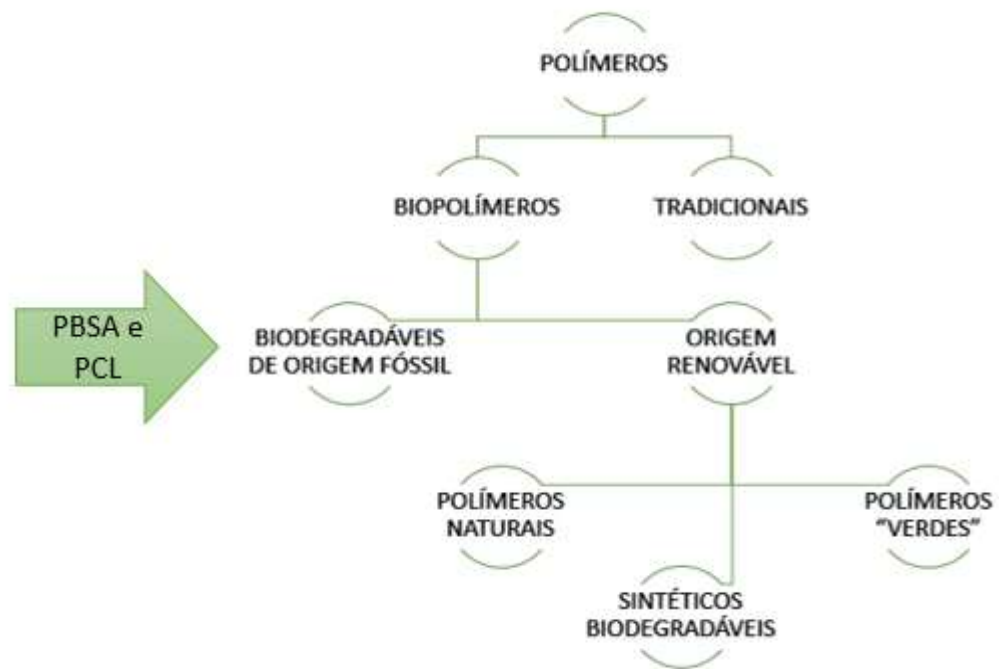 POLÍMEROS
BIOPOLÍMEROS
TRADICIONAIS
PBSA e
PCL
BIODEGRADÁVEIS
DE ORIGEM FÓSSIL
ORIGEM
RENOVÁVEL
POLÍMEROS
NATURAIS
POLÍMEROS
“VERDES”
SINTÉTICOS
BIODEGRADÁVEIS